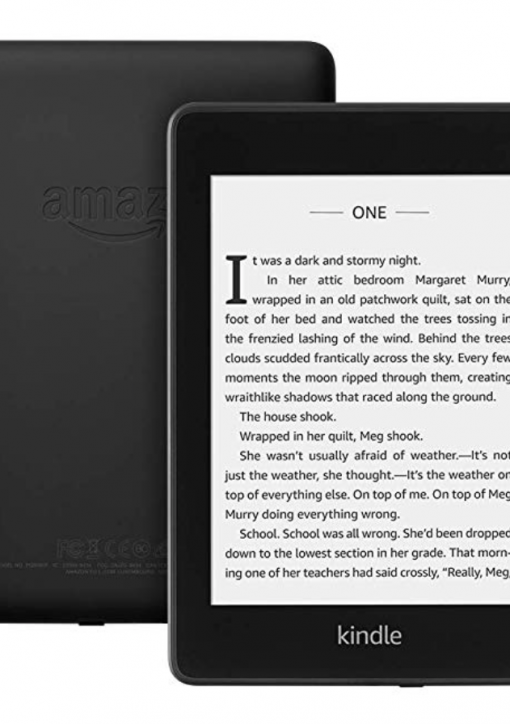 amaz
ONE
It was a dark and stormy night.
In her attic bedroom Margaret Murry,
wrapped in an old patchwork quilt, sat on the
foot of her bed and watched the trees tossing in
the frenzied lashing of the wind. Behind the trees
clouds scudded frantically across the sky. Every few
moments the moon ripped through them, creating
wraithlike shadows that raced along the ground.
The house shook.
Wrapped in her quilt, Meg shook.
She wasn't usually afraid of weather.—It's not
just the weather, she thought.—It's the weather on
top of everything else. On top of me. On top of Meg
Murry doing everything wrong.
School. School was all wrong. She'd been dropped
down to the lowest section in her grade. That morn-
ing one of her teachers had said crossly, “Really, Meg,
kindle